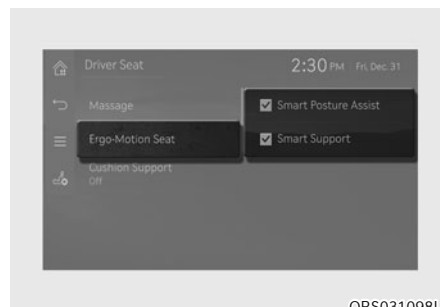 Driver Seat
2:30 PM Fri, Dec. 31
Massage
Smart Posture Assist
Ergo-Motion Seat
Smart Support
Cushion Support
Off